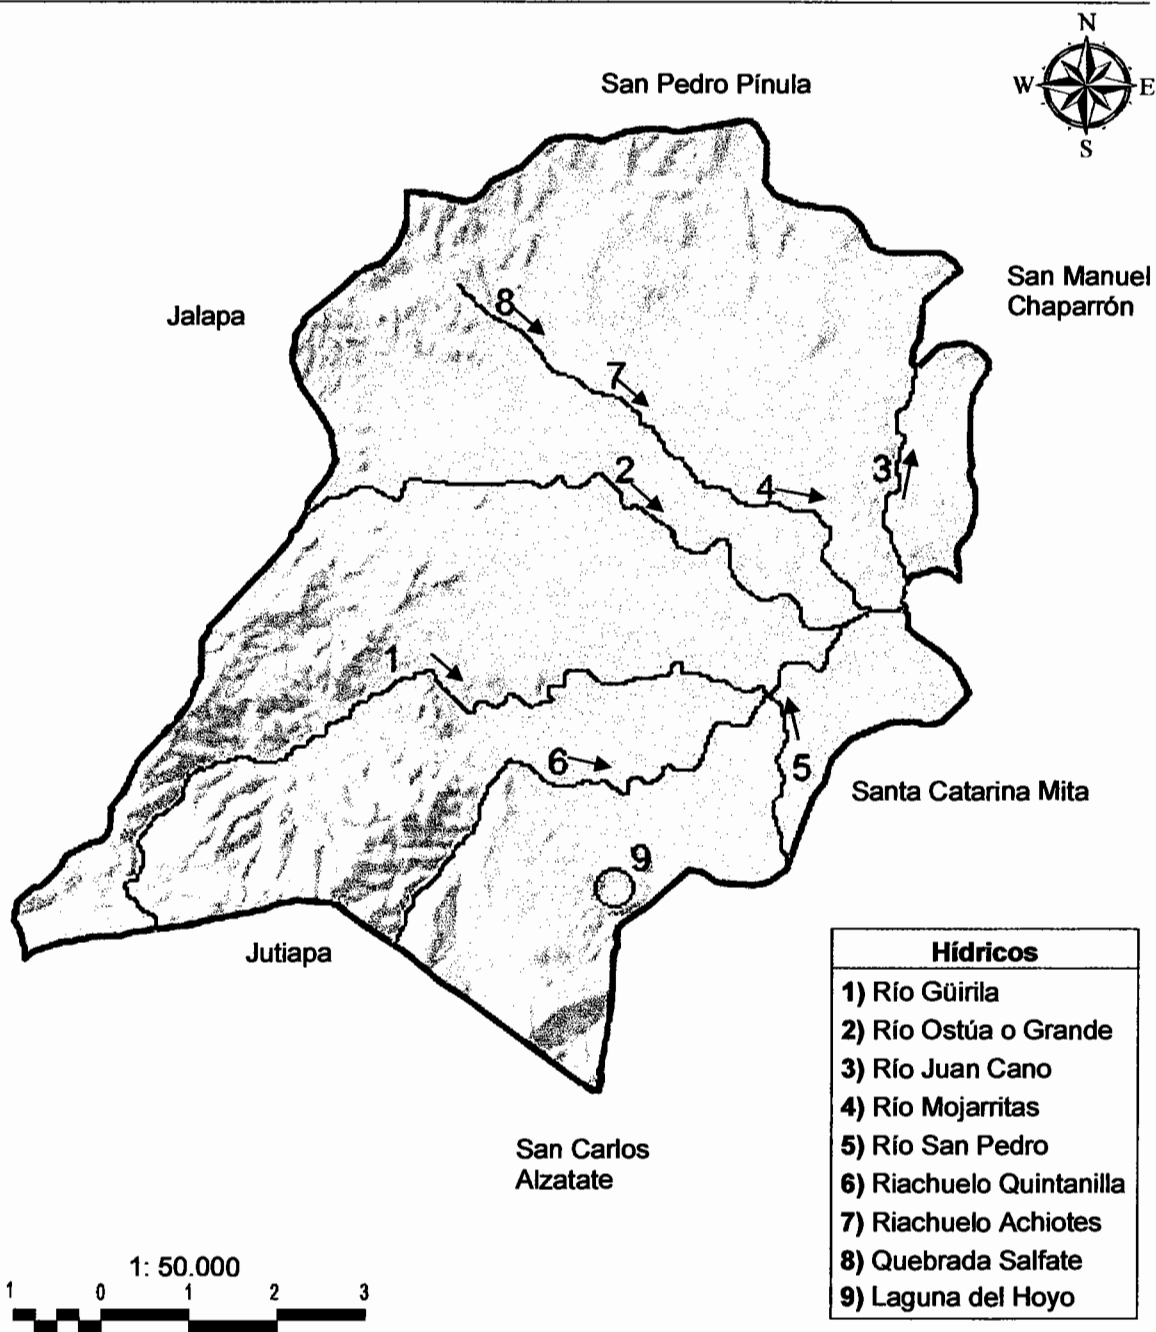 N
San Pedro Pínula
W E
S
San Manuel
Chaparrón
Jalapa
8
7
2
4
3
1
6
5
Santa Catarina Mita
9
Jutiapa
Hídricos
1) Río Güirila
2) Río Ostúa o Grande
3) Río Juan Cano
4) Río Mojarritas
5) Río San Pedro
6) Riachuelo Quintanilla
7) Riachuelo Achiotes
8) Quebrada Salfate
9) Laguna del Hoyo
San Carlos
Alzatate
1: 50.000
1 0 1 2 3